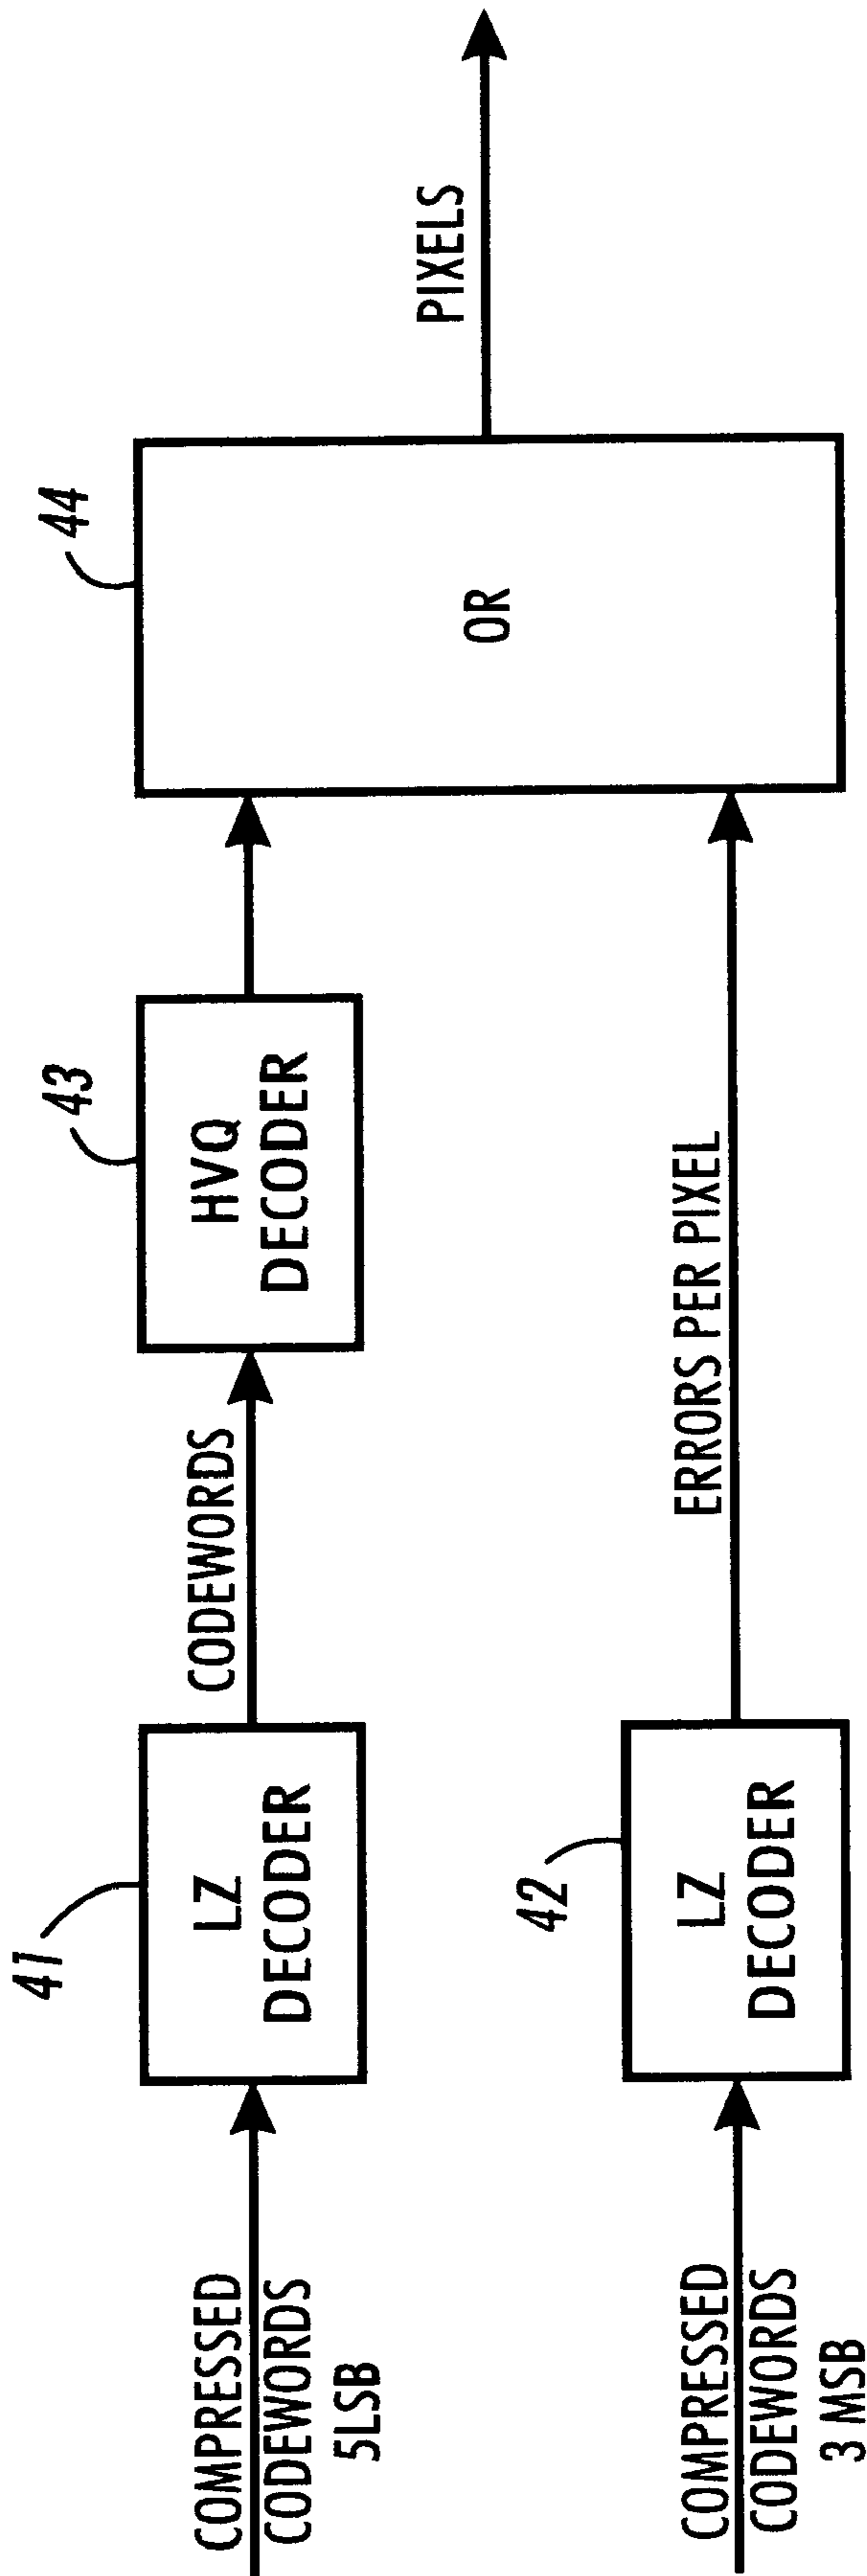 COMPRESSED
CODEWORDS
5LSB
41
LZ
DECODER
CODEWORDS
43
HVQ
DECODER
44
OR
PIXELS
COMPRESSED
CODEWORDS
3 MSB
42
LZ
DECODER
ERRORS PER PIXEL